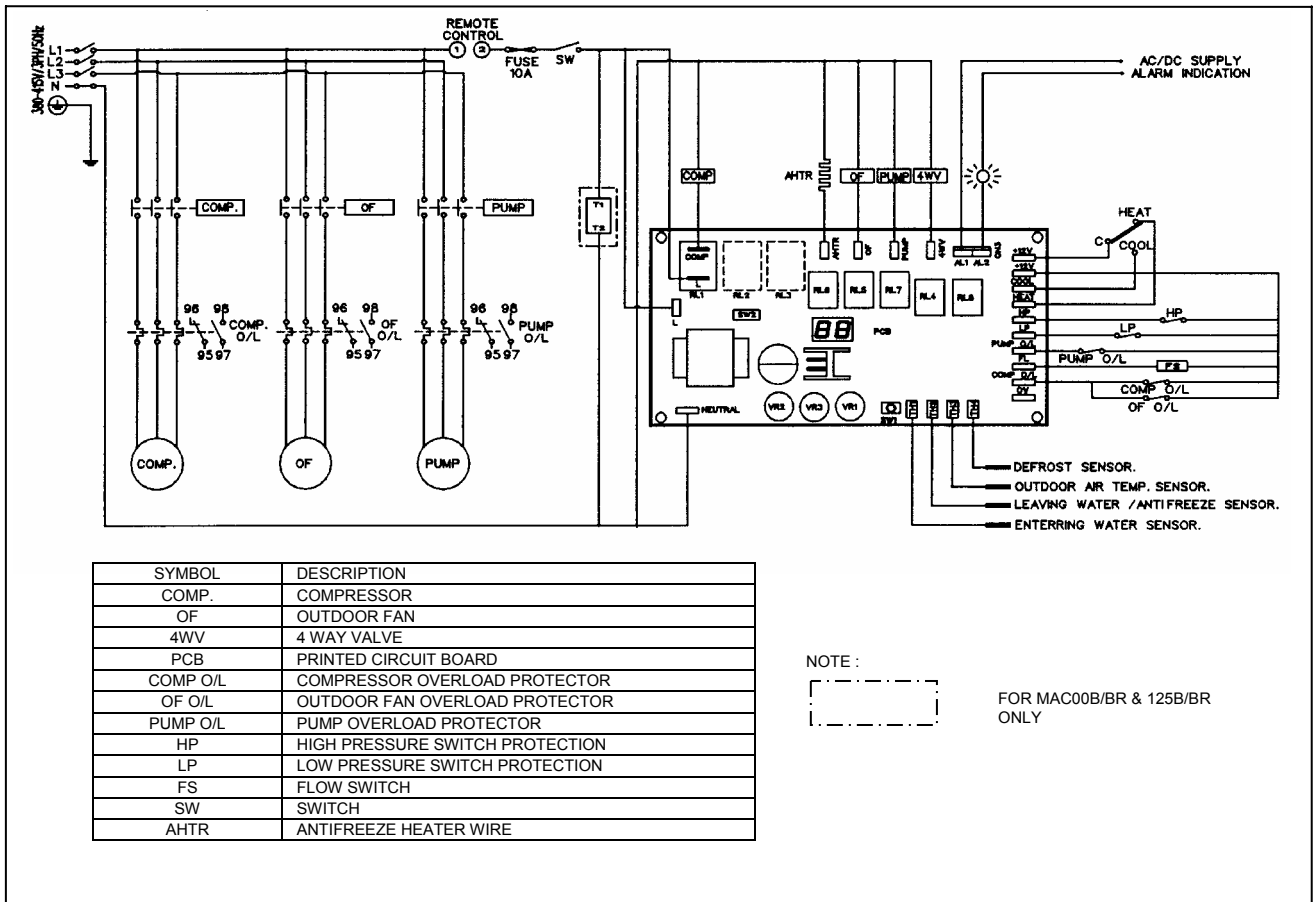 REMOTE
CONTROL
1 2
FUSE
10A
SW
380-415V/3PH/50Hz
L1
L2
L3
N
AC/DC SUPPLY
ALARM INDICATION
COMP
AHTR
OF
PUMP
4WV
COMP.
OF
PUMP
T1
T2
HEAT
C
COOL
COMP
L
RL1
RL2
RL3
AHTR
OF
PUMP
4WV
AL1 AL2
RL6
RL5
RL7
RL4
RL8
SW2
88
PCB
L
+12V
+12V
COOL
HEAT
HP
LP
PUMP O/L
FL
COMP O/L
0V
HP
LP
PUMP O/L
FS
COMP O/L
OF O/L
96 98
95 97
COMP.
O/L
96 98
95 97
OF
O/L
96 98
95 97
PUMP
O/L
NEUTRAL
VR2
VR3
VR1
SW1
COMP.
OF
PUMP
DEFROST SENSOR.
OUTDOOR AIR TEMP. SENSOR.
LEAVING WATER /ANTIFREEZE SENSOR.
ENTERRING WATER SENSOR.
SYMBOL DESCRIPTION
COMP. COMPRESSOR
OF OUTDOOR FAN
4WV 4 WAY VALVE
PCB PRINTED CIRCUIT BOARD
COMP O/L COMPRESSOR OVERLOAD PROTECTOR
OF O/L OUTDOOR FAN OVERLOAD PROTECTOR
PUMP O/L PUMP OVERLOAD PROTECTOR
HP HIGH PRESSURE SWITCH PROTECTION
LP LOW PRESSURE SWITCH PROTECTION
FS FLOW SWITCH
SW SWITCH
AHTR ANTIFREEZE HEATER WIRE
NOTE :
FOR MAC00B/BR & 125B/BR
ONLY